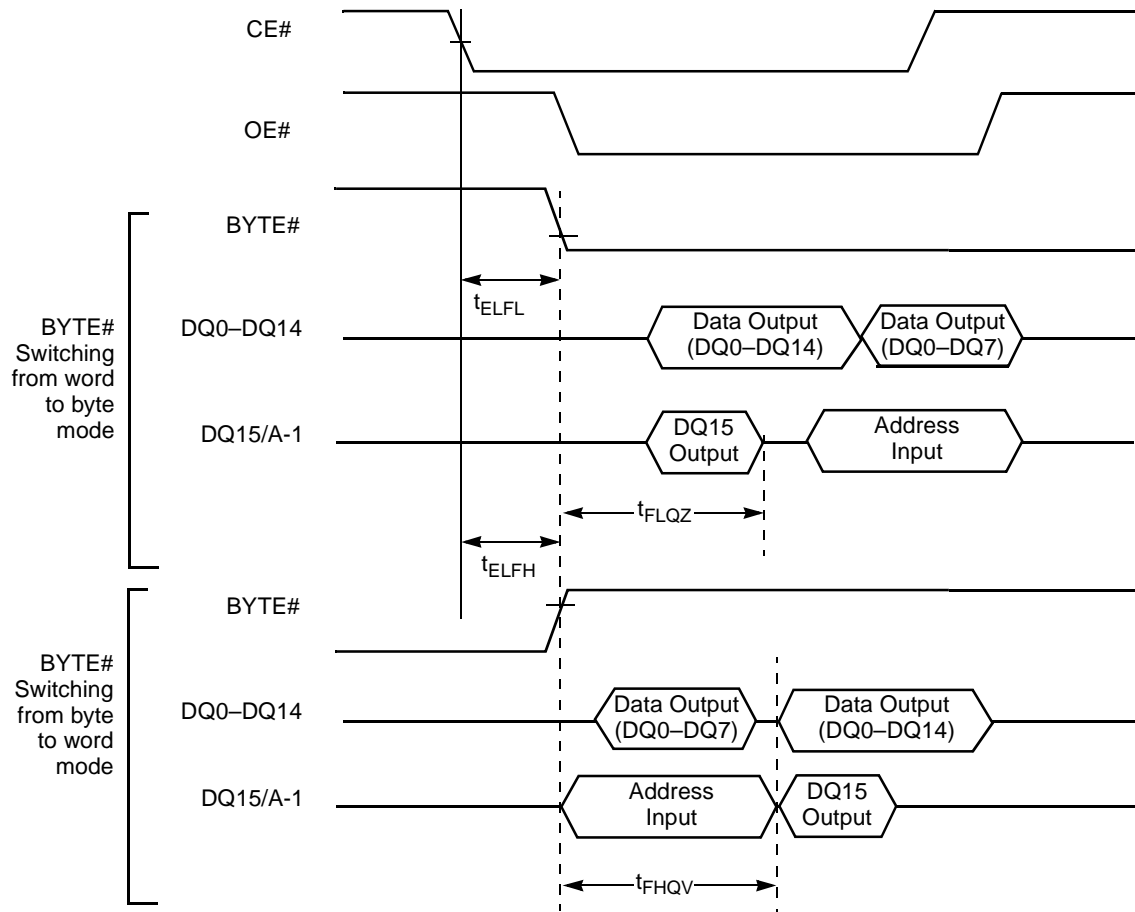 CE#
OE#
BYTE#
tELFL
BYTE#
Switching
from word
to byte
mode
DQ0–DQ14
Data Output
(DQ0–DQ14)
Data Output
(DQ0–DQ7)
DQ15/A-1
DQ15
Output
Address
Input
tFLQZ
tELFH
BYTE#
BYTE#
Switching
from byte
to word
mode
DQ0–DQ14
Data Output
(DQ0–DQ7)
Data Output
(DQ0–DQ14)
DQ15/A-1
Address
Input
DQ15
Output
tFHQV